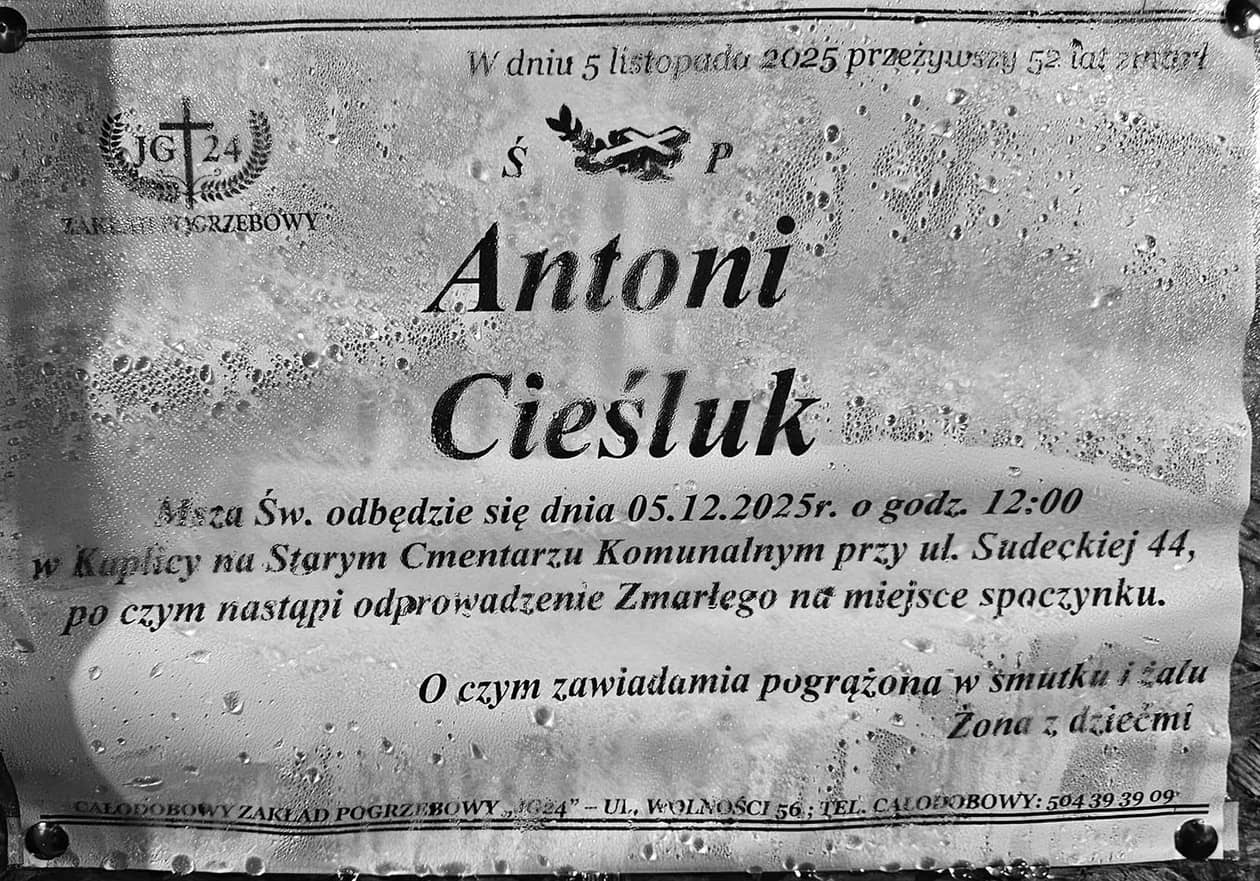 W dniu 5 listopada 2025 przeżywszy 52 lat zmarł
JG 24
ZAKŁAD POGRZEBOWY
Ś P
Antoni
Cieśluk
Msza Św. odbędzie się dnia 05.12.2025r. o godz. 12:00
w Kaplicy na Starym Cmentarzu Komunalnym przy ul. Sudeckiej 44,
po czym nastąpi odprowadzenie Zmarłego na miejsce spoczynku.
O czym zawiadamia pogrążona w smutku i żalu
Żona z dziećmi
CAŁODOBOWY ZAKŁAD POGRZEBOWY „JG24” – UL. WOLNOŚCI 56 ; TEL. CAŁODOBOWY: 504 39 39 09